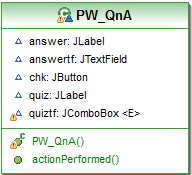 PW_QnA
answer: JLabel
answertf: JTextField
chk: JButton
quiz: JLabel
quiztf: JComboBox <E>
PW_QnA()
actionPerformed()